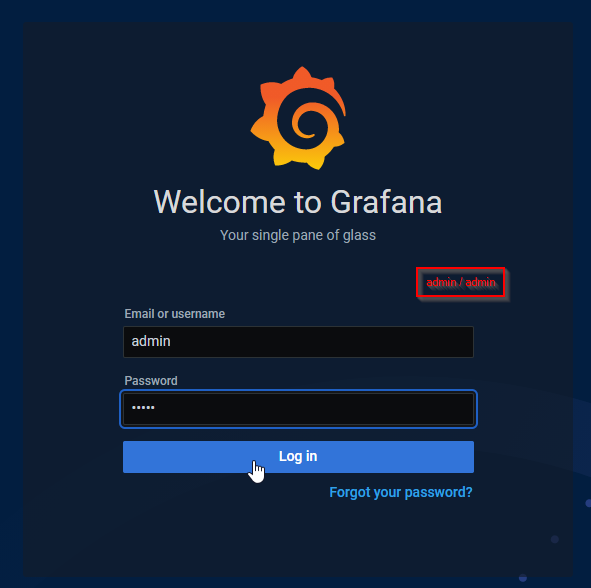 Welcome to Grafana
Your single pane of glass
admin / admin
Email or username
admin
Password
•••••
Log in
Forgot your password?